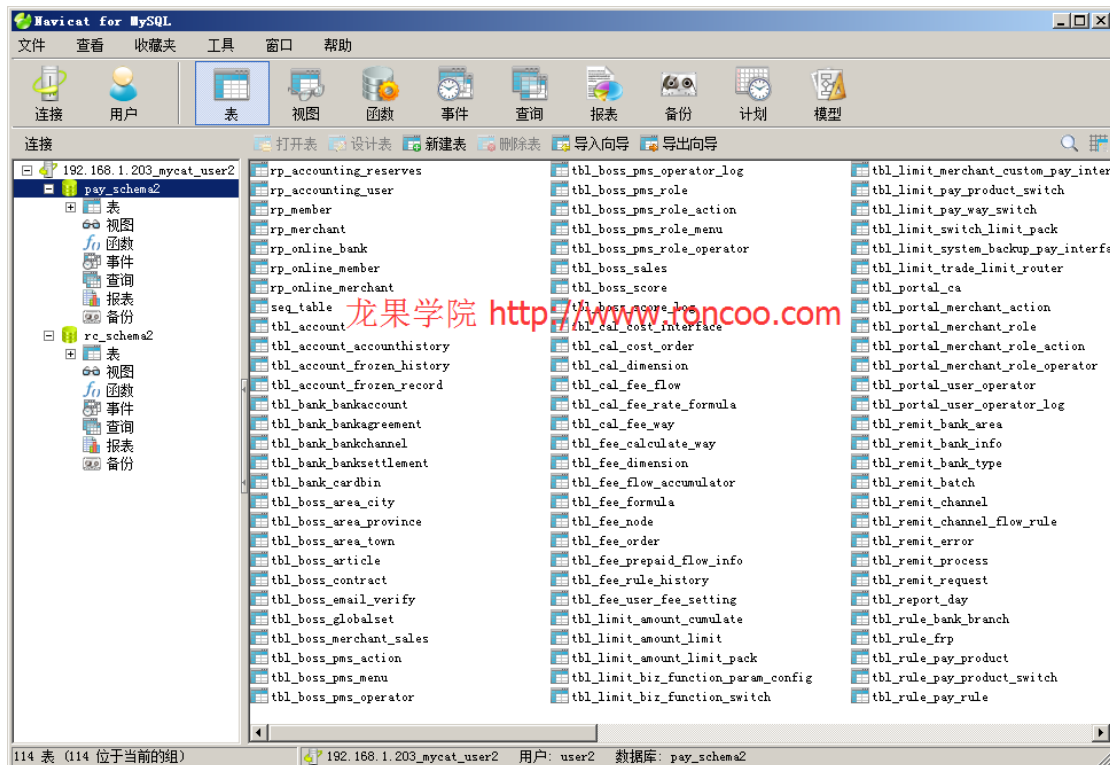 Navicat for MySQL
文件 查看 收藏夹 工具 窗口 帮助
连接 用户 表 视图 函数 事件 查询 报表 备份 计划 模型
连接
打开表 设计表 新建表 删除表 导入向导 导出向导
192.168.1.203_mycat_user2
pay_schema2
表
视图
函数
事件
查询
报表
备份
rc_schema2
表
视图
函数
事件
查询
报表
备份
rp_accounting_reserves
rp_accounting_user
rp_member
rp_merchant
rp_online_bank
rp_online_member
rp_online_merchant
seq_table
tbl_account
tbl_account_accounthistory
tbl_account_frozen_history
tbl_account_frozen_record
tbl_bank_bankaccount
tbl_bank_bankagreement
tbl_bank_bankchannel
tbl_bank_banksettlement
tbl_bank_cardbin
tbl_boss_area_city
tbl_boss_area_province
tbl_boss_area_town
tbl_boss_article
tbl_boss_contract
tbl_boss_email_verify
tbl_boss_globalset
tbl_boss_merchant_sales
tbl_boss_pms_action
tbl_boss_pms_menu
tbl_boss_pms_operator
tbl_boss_pms_operator_log
tbl_boss_pms_role
tbl_boss_pms_role_action
tbl_boss_pms_role_menu
tbl_boss_pms_role_operator
tbl_boss_sales
tbl_boss_score
tbl_boss_score_log
tbl_cal_cost_interface
tbl_cal_cost_order
tbl_cal_dimension
tbl_cal_fee_flow
tbl_cal_fee_rate_formula
tbl_cal_fee_way
tbl_fee_calculate_way
tbl_fee_dimension
tbl_fee_flow_accumulator
tbl_fee_formula
tbl_fee_node
tbl_fee_order
tbl_fee_prepaid_flow_info
tbl_fee_rule_history
tbl_fee_user_fee_setting
tbl_limit_amount_cumulate
tbl_limit_amount_limit
tbl_limit_amount_limit_pack
tbl_limit_biz_function_param_config
tbl_limit_biz_function_switch
tbl_limit_merchant_custom_pay_inter
tbl_limit_pay_product_switch
tbl_limit_pay_way_switch
tbl_limit_switch_limit_pack
tbl_limit_system_backup_pay_interfa
tbl_limit_trade_limit_router
tbl_portal_ca
tbl_portal_merchant_action
tbl_portal_merchant_role
tbl_portal_merchant_role_action
tbl_portal_merchant_role_operator
tbl_portal_user_operator
tbl_portal_user_operator_log
tbl_remit_bank_area
tbl_remit_bank_info
tbl_remit_bank_type
tbl_remit_batch
tbl_remit_channel
tbl_remit_channel_flow_rule
tbl_remit_error
tbl_remit_process
tbl_remit_request
tbl_report_day
tbl_rule_bank_branch
tbl_rule_frp
tbl_rule_pay_product
tbl_rule_pay_product_switch
tbl_rule_pay_rule
龙果学院 http://www.roncoo.com
114 表 (114 位于当前的组) 192.168.1.203_mycat_user2 用户: user2 数据库: pay_schema2